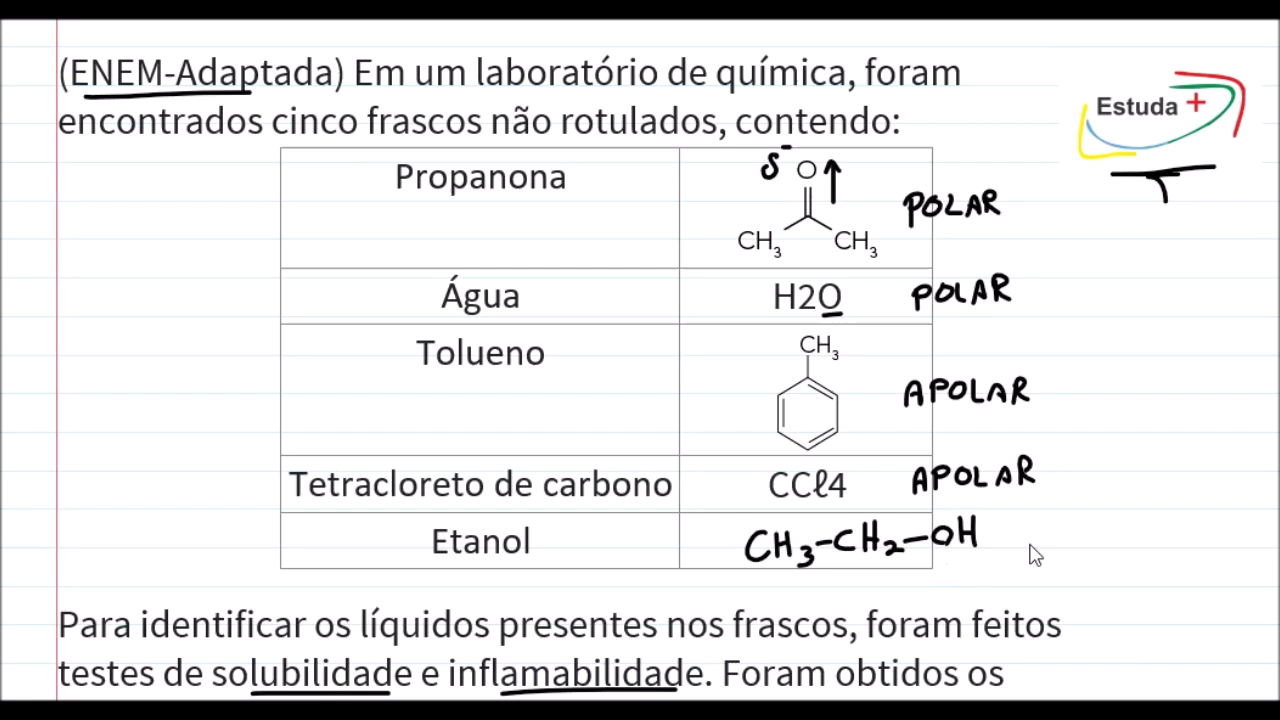 (ENEM-Adaptada) Em um laboratório de química, foram
encontrados cinco frascos não rotulados, contendo:
Estuda +
Propanona
δ⁻ O
CH₃ CH₃
POLAR
Água H2O POLAR
Tolueno
CH₃
APOLAR
Tetracloreto de carbono CCℓ4 APOLAR
Etanol CH₃-CH₂-OH
Para identificar os líquidos presentes nos frascos, foram feitos
testes de solubilidade e inflamabilidade. Foram obtidos os